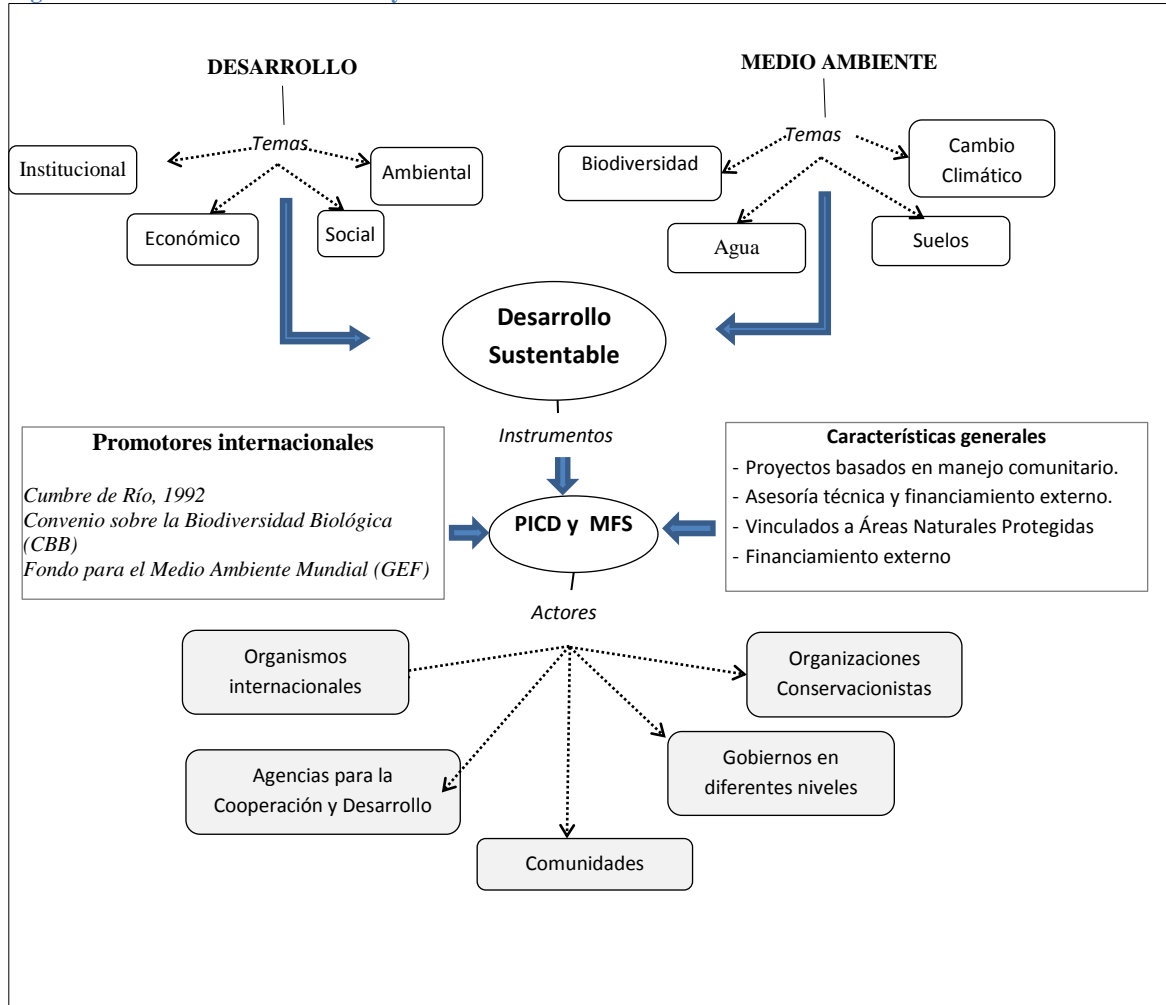 DESARROLLO
MEDIO AMBIENTE
Temas
Institucional
Ambiental
Económico
Social
Temas
Biodiversidad
Cambio
Climático
Agua
Suelos
Desarrollo
Sustentable
Instrumentos
Promotores internacionales
Cumbre de Río, 1992
Convenio sobre la Biodiversidad Biológica
(CBB)
Fondo para el Medio Ambiente Mundial (GEF)
PICD y MFS
Características generales
- Proyectos basados en manejo comunitario.
- Asesoría técnica y financiamiento externo.
- Vinculados a Áreas Naturales Protegidas
- Financiamiento externo
Actores
Organismos
internacionales
Organizaciones
Conservacionistas
Agencias para la
Cooperación y Desarrollo
Gobiernos en
diferentes niveles
Comunidades